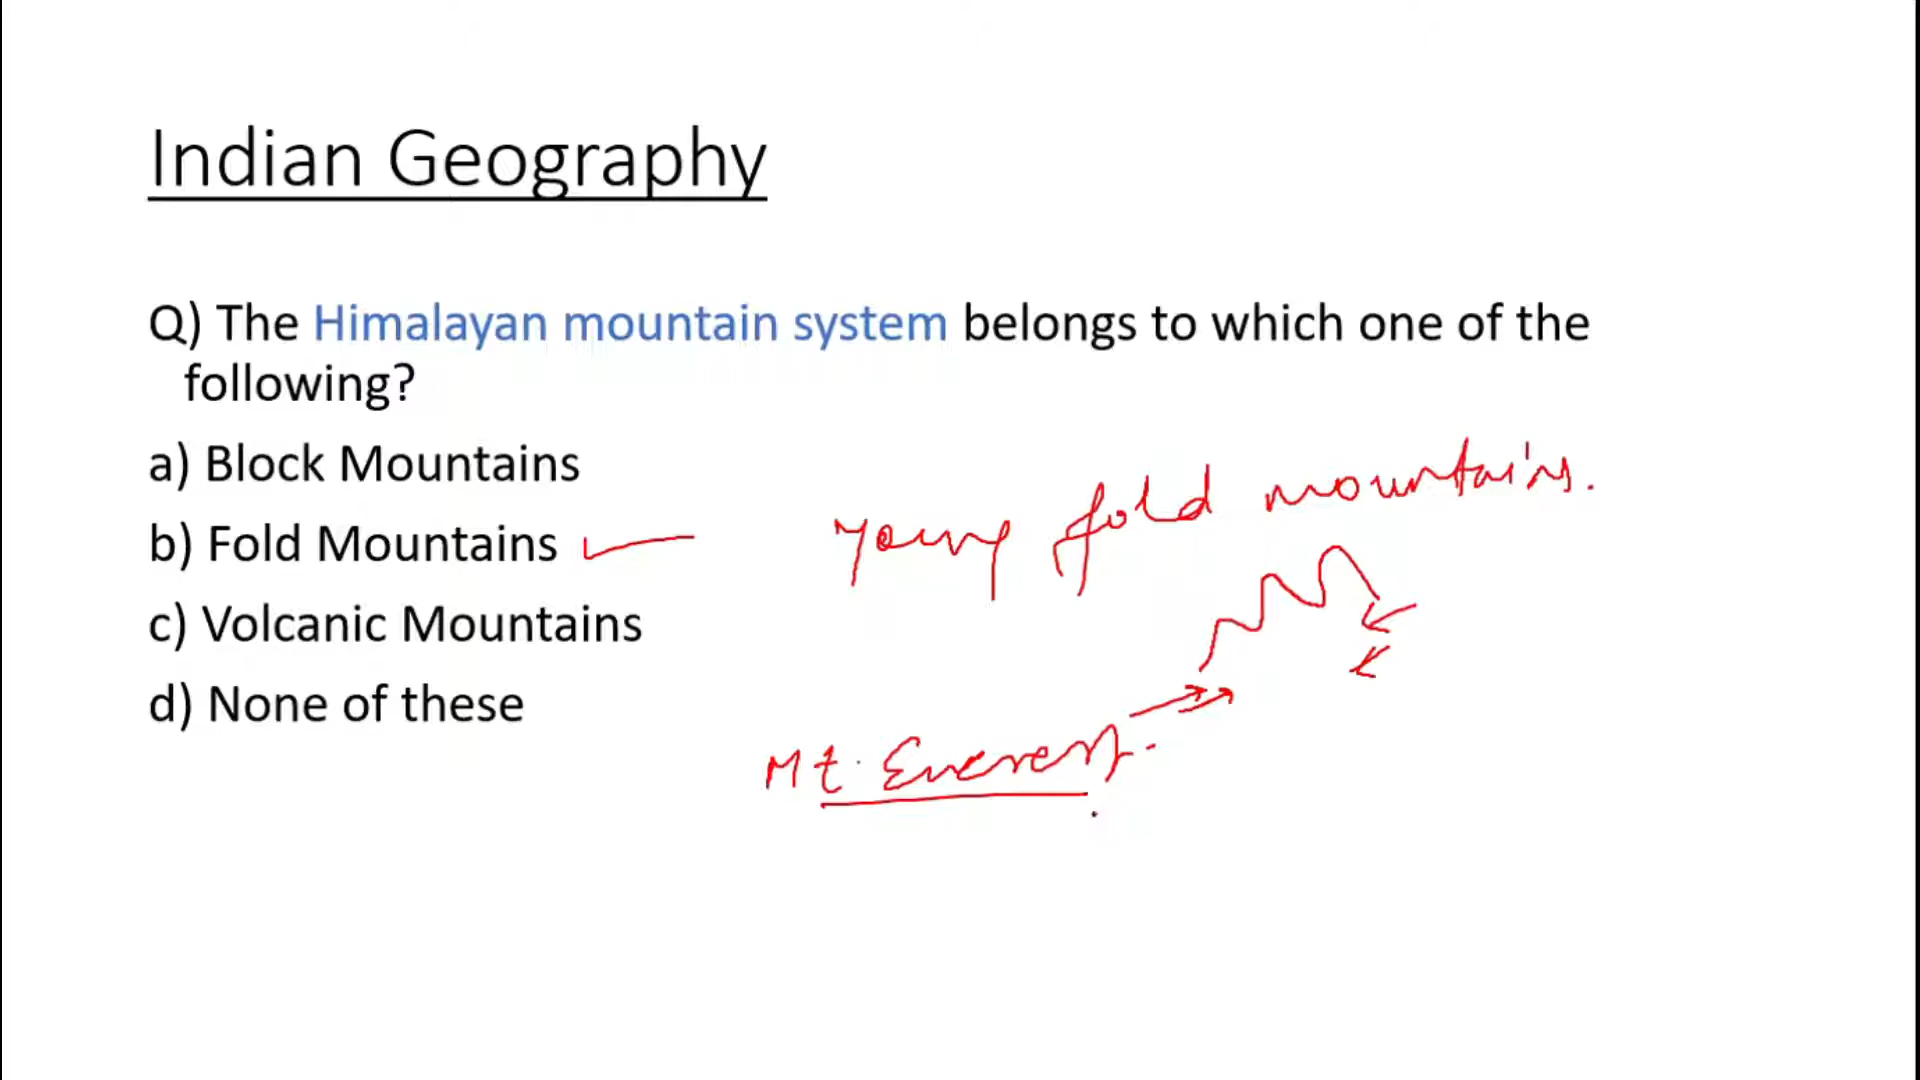 Indian Geography
Q) The Himalayan mountain system belongs to which one of the
following?
a) Block Mountains
b) Fold Mountains
young fold mountains.
c) Volcanic Mountains
d) None of these
Mt. Everest.